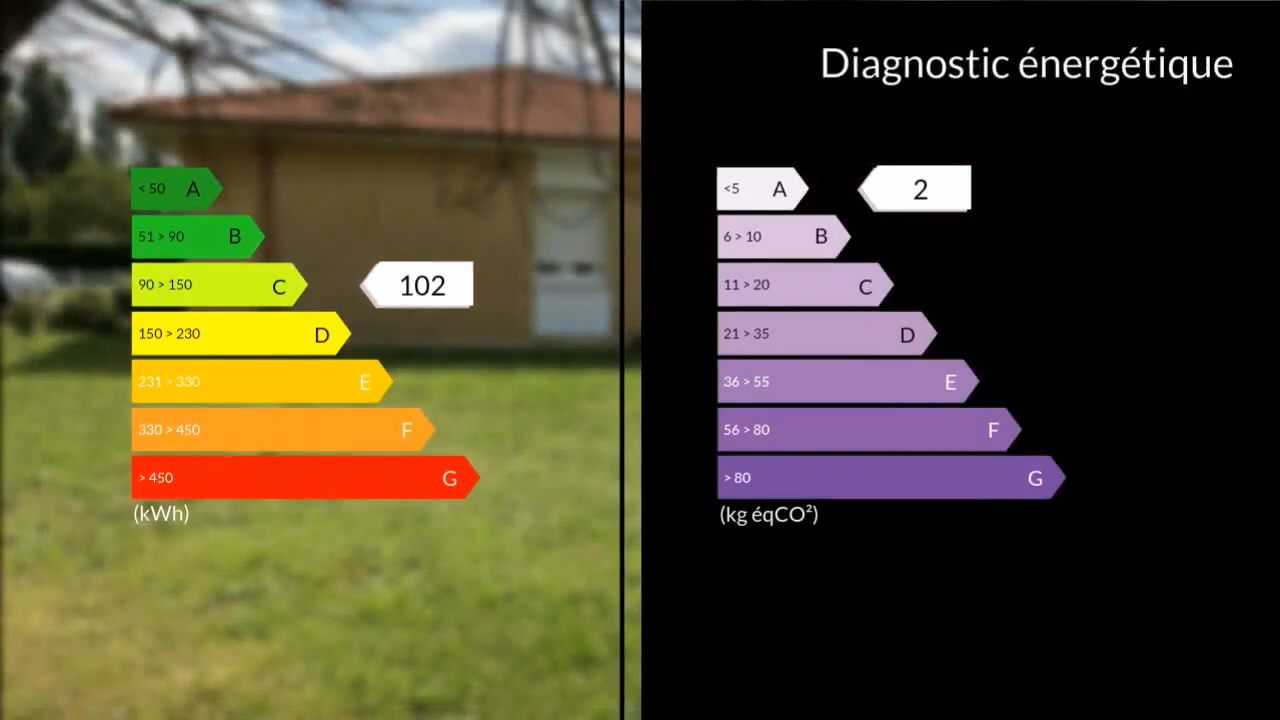 Diagnostic énergétique
<50 A
51 > 90 B
90 > 150 C
102
150 > 230 D
231 > 330 E
330 > 450 F
> 450 G
(kWh)
<5 A
2
6 > 10 B
11 > 20 C
21 > 35 D
36 > 55 E
56 > 80 F
> 80 G
(kg éqCO²)